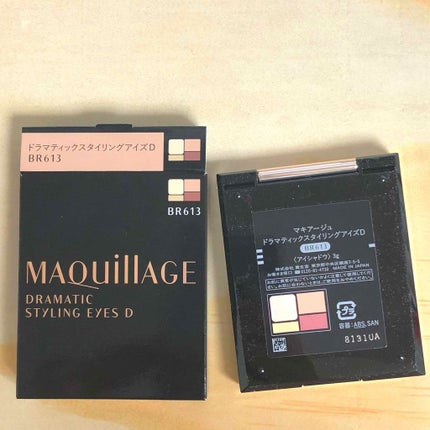 ドラマティックスタイリングアイズD
BR613
BR613
MAQUillAGE
DRAMATIC
STYLING EYES D
マキアージュ
ドラマティックスタイリングアイズD
BR613
(アイシャドウ) 3g
MADE IN JAPAN
プラ
容器:ABS, SAN
81310A